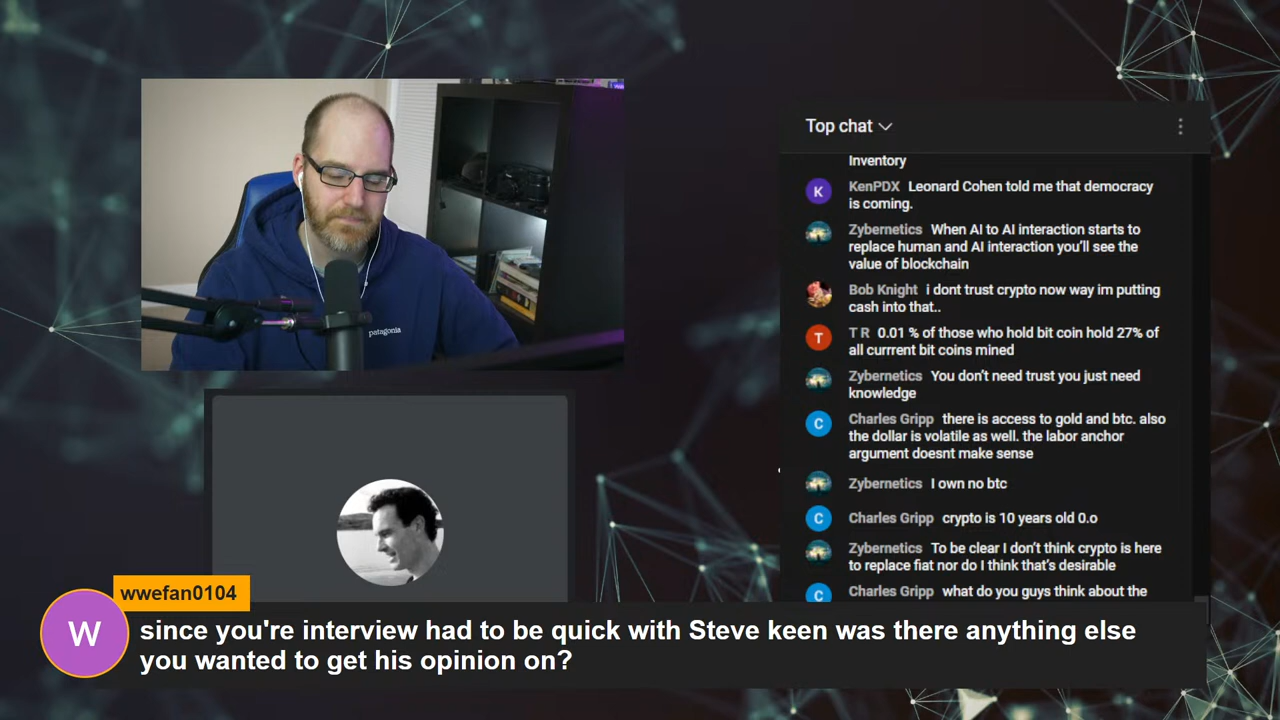 Top chat
Inventory
K
KenPDX Leonard Cohen told me that democracy
is coming.
Zybernetics When AI to AI interaction starts to
replace human and AI interaction you'll see the
value of blockchain
Bob Knight i dont trust crypto now way im putting
cash into that..
T
T R 0.01 % of those who hold bit coin hold 27% of
all currrent bit coins mined
Zybernetics You don't need trust you just need
knowledge
C
Charles Gripp there is access to gold and btc. also
the dollar is volatile as well. the labor anchor
argument doesnt make sense
Zybernetics I own no btc
C
Charles Gripp crypto is 10 years old 0.o
Zybernetics To be clear I don't think crypto is here
to replace fiat nor do I think that's desirable
C
Charles Gripp what do you guys think about the
patagonia
wwefan0104
W
since you're interview had to be quick with Steve keen was there anything else
you wanted to get his opinion on?